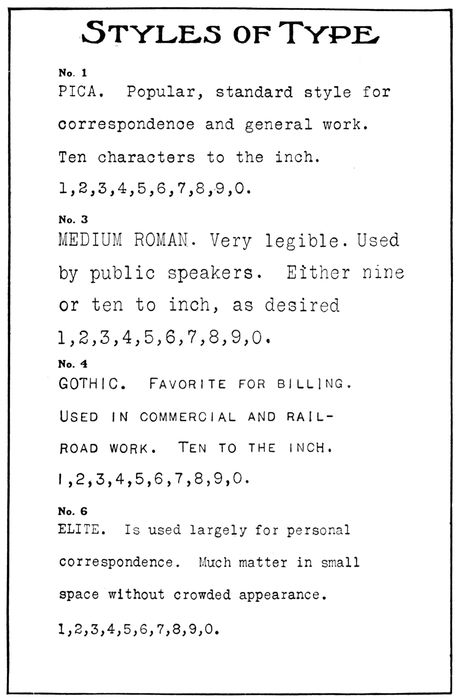 STYLES OF TYPE
No. 1
PICA. Popular, standard style for
correspondence and general work.
Ten characters to the inch.
1,2,3,4,5,6,7,8,9,0.
No. 3
MEDIUM ROMAN. Very legible. Used
by public speakers. Either nine
or ten to inch, as desired
1,2,3,4,5,6,7,8,9,0.
No. 4
GOTHIC. FAVORITE FOR BILLING.
USED IN COMMERCIAL AND RAIL-
ROAD WORK. TEN TO THE INCH.
1,2,3,4,5,6,7,8,9,0.
No. 6
ELITE. Is used largely for personal
correspondence. Much matter in small
space without crowded appearance.
1,2,3,4,5,6,7,8,9,0.